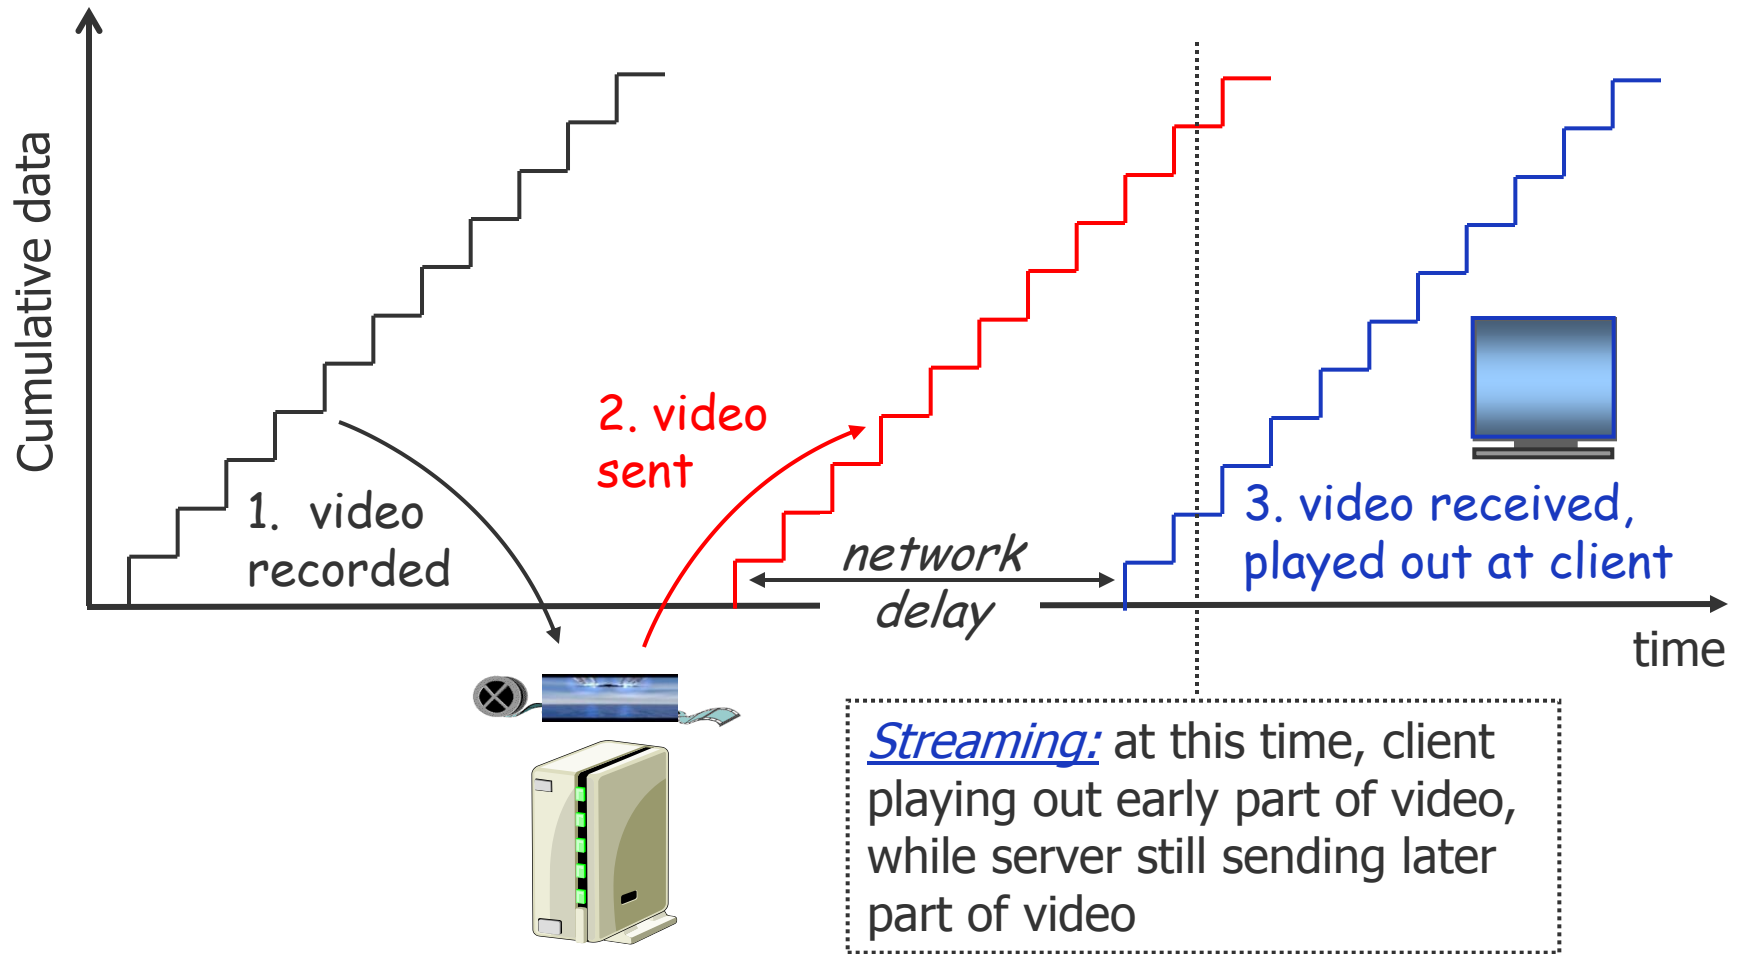 Cumulative data
1. video
recorded
2. video
sent
network
delay
3. video received,
played out at client
time
Streaming: at this time, client
playing out early part of video,
while server still sending later
part of video